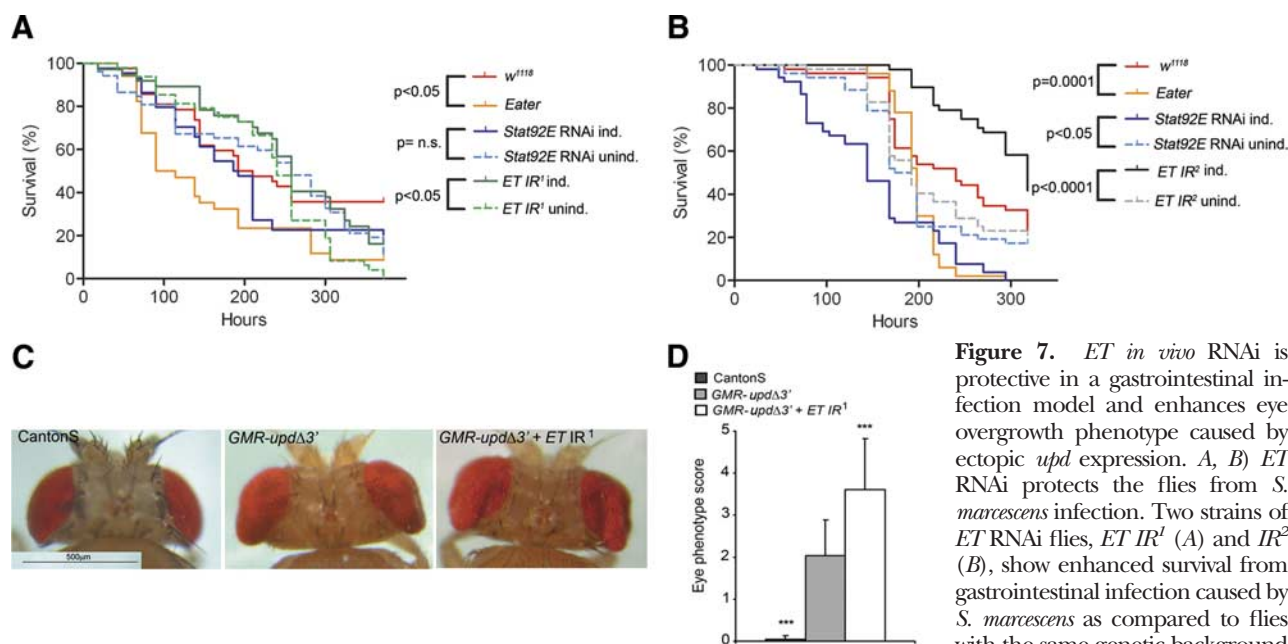 A
B
100
80
60
40
20
0
Survival (%)
0 100 200 300
Hours
p<0.05
w1118
Eater
p= n.s.
Stat92E RNAi ind.
Stat92E RNAi unind.
p<0.05
ET IR1 ind.
ET IR1 unind.
100
80
60
40
20
0
Survival (%)
0 100 200 300
Hours
p=0.0001
w1118
Eater
p<0.05
Stat92E RNAi ind.
Stat92E RNAi unind.
p<0.0001
ET IR2 ind.
ET IR2 unind.
C
CantonS
GMR-updΔ3'
GMR-updΔ3' + ET IR1
500µm
D
CantonS
GMR-updΔ3'
GMR-updΔ3' + ET IR1
5
4
3
2
1
0
Eye phenotype score
***
***
Figure 7. ET in vivo RNAi is
protective in a gastrointestinal in-
fection model and enhances eye
overgrowth phenotype caused by
ectopic upd expression. A, B) ET
RNAi protects the flies from S.
marcescens infection. Two strains of
ET RNAi flies, ET IR1 (A) and IR2
(B), show enhanced survival from
gastrointestinal infection caused by
S. marcescens as compared to flies
with the same genetic background